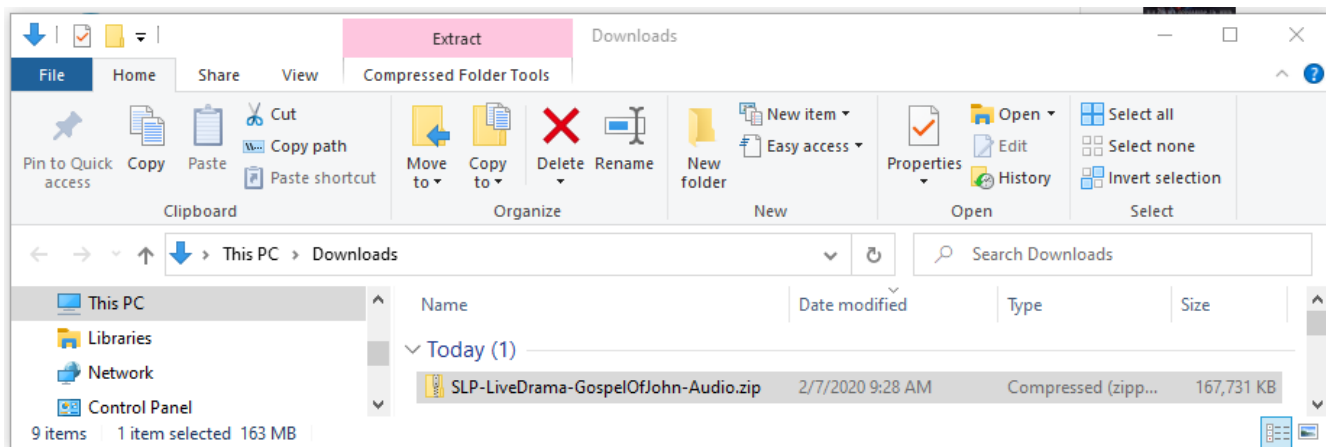 Extract
Downloads
File
Home
Share
View
Compressed Folder Tools
Pin to Quick
access
Copy
Paste
Cut
Copy path
Paste shortcut
Clipboard
Move
to
Copy
to
Delete
Rename
Organize
New
folder
New item
Easy access
New
Properties
Open
Edit
History
Open
Select all
Select none
Invert selection
Select
This PC
Downloads
Search Downloads
This PC
Libraries
Network
Control Panel
Name
Date modified
Type
Size
Today (1)
SLP-LiveDrama-GospelOfJohn-Audio.zip
2/7/2020 9:28 AM
Compressed (zipp...
167,731 KB
9 items
1 item selected 163 MB